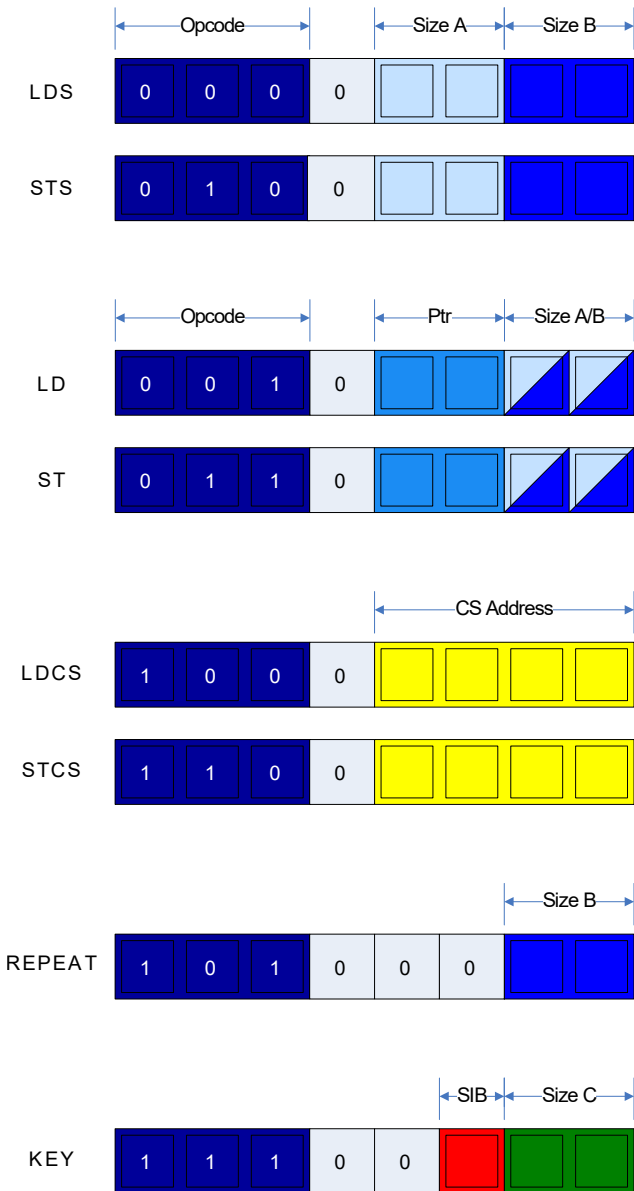 Opcode Size A Size B
LDS 0 0 0 0
STS 0 1 0 0
Opcode Ptr Size A/B
LD 0 0 1 0
ST 0 1 1 0
CS Address
LDCS 1 0 0 0
STCS 1 1 0 0
Size B
REPEAT 1 0 1 0 0 0
SIB Size C
KEY 1 1 1 0 0